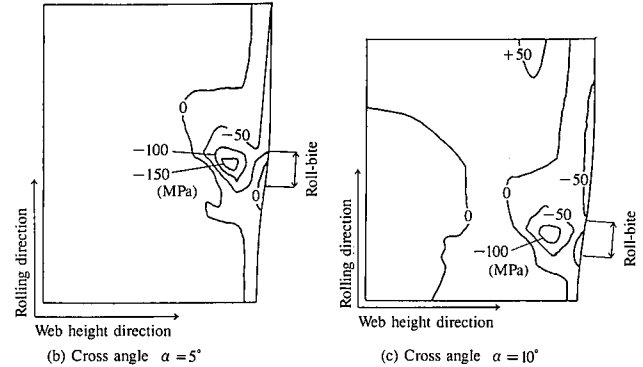 0
−50
−100
−150
(MPa)
0
Roll-bite
Rolling direction
Web height direction
(b) Cross angle α =5°
+50
0
0
−50
−50
−100
(MPa)
Roll-bite
Rolling direction
Web height direction
(c) Cross angle α =10°